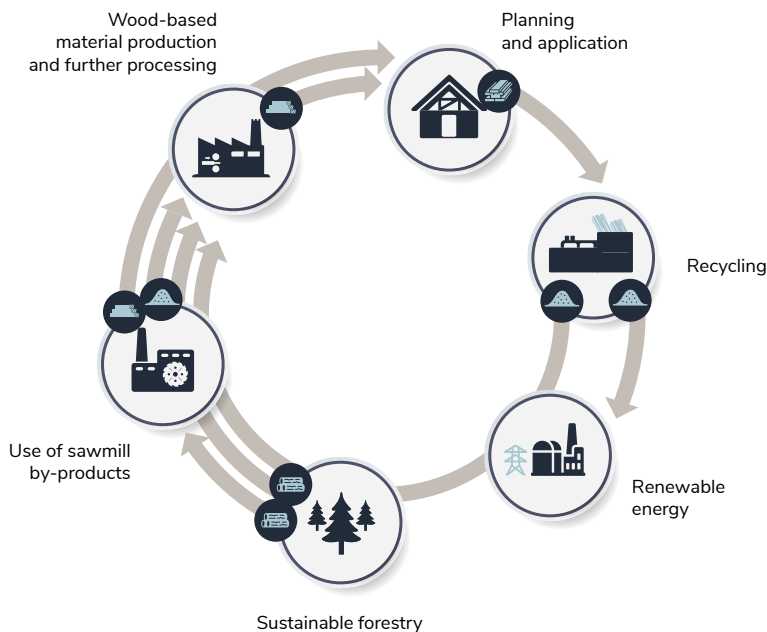 Wood-based
material production
and further processing
Planning
and application
Recycling
Renewable
energy
Sustainable forestry
Use of sawmill
by-products